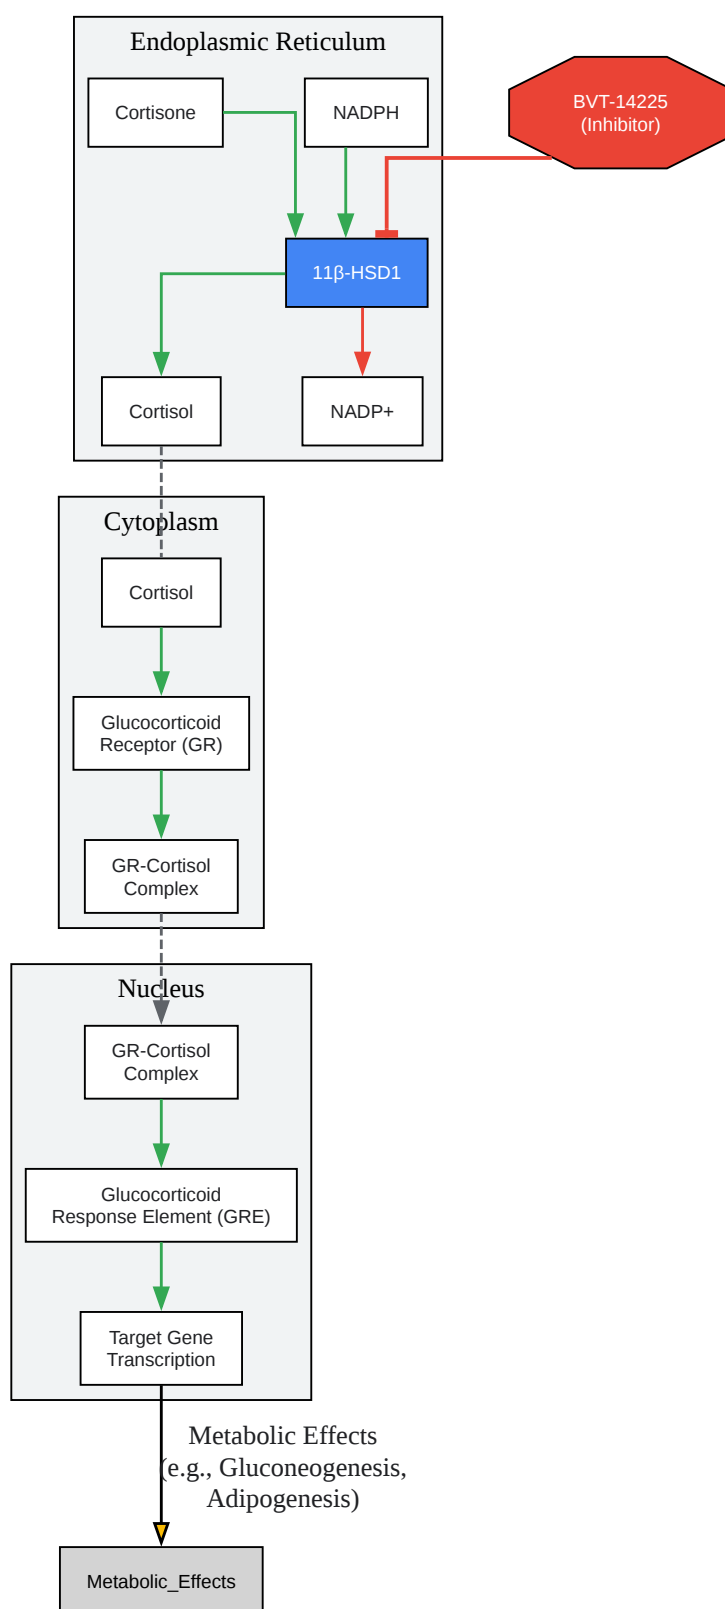 Endoplasmic Reticulum
Cortisone
NADPH
BVT-14225
(Inhibitor)
11β-HSD1
Cortisol
NADP+
Cytoplasm
Cortisol
Glucocorticoid
Receptor (GR)
GR-Cortisol
Complex
Nucleus
GR-Cortisol
Complex
Glucocorticoid
Response Element (GRE)
Target Gene
Transcription
Metabolic Effects
(e.g., Gluconeogenesis,
Adipogenesis)
Metabolic_Effects